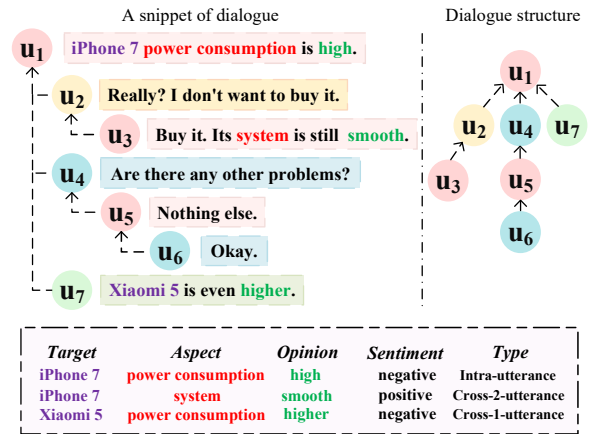 A snippet of dialogue
Dialogue structure
u1
iPhone 7 power consumption is high.
u2
Really? I don't want to buy it.
u3
Buy it. Its system is still smooth.
u4
Are there any other problems?
u5
Nothing else.
u6
Okay.
u7
Xiaomi 5 is even higher.
u1
u2
u4
u7
u3
u5
u6
Target Aspect Opinion Sentiment Type
iPhone 7 power consumption high negative Intra-utterance
iPhone 7 system smooth positive Cross-2-utterance
Xiaomi 5 power consumption higher negative Cross-1-utterance